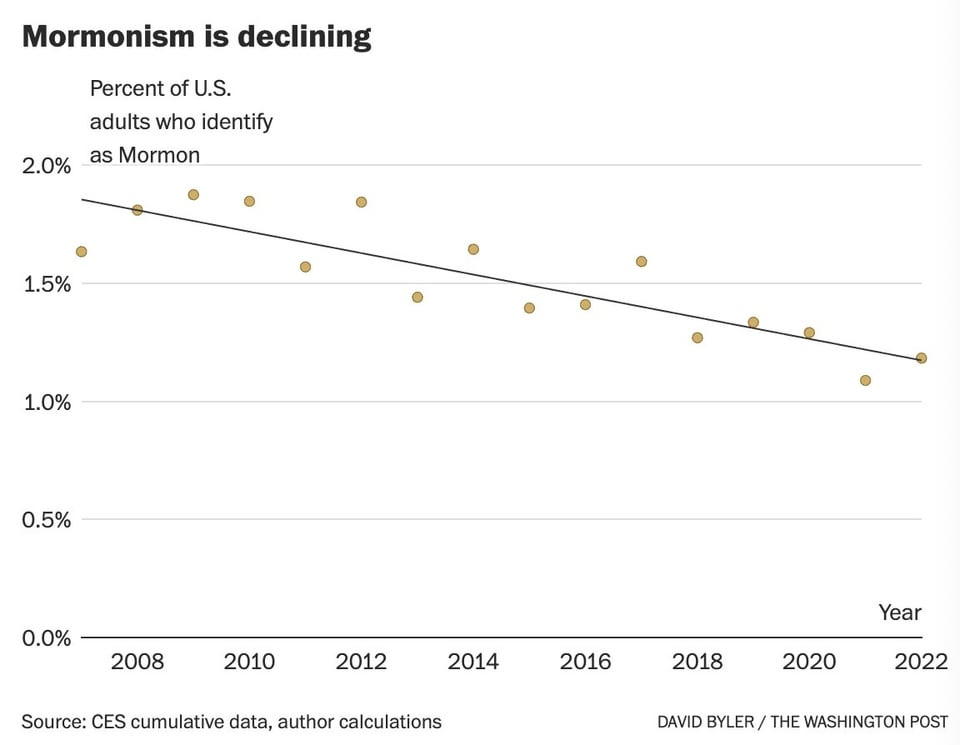 Mormonism is declining
Percent of U.S.
adults who identify
as Mormon
2.0%
1.5%
1.0%
0.5%
Year
0.0%
2008 2010 2012 2014 2016 2018 2020 2022
Source: CES cumulative data, author calculations
DAVID BYLER / THE WASHINGTON POST